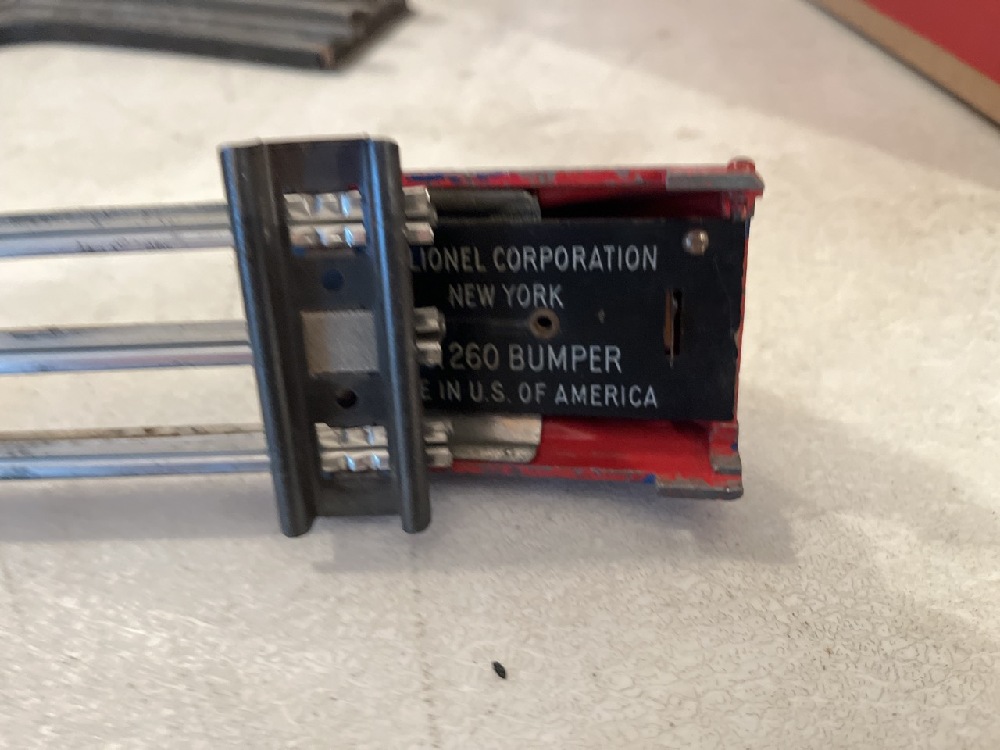 LIONEL CORPORATION
NEW YORK
260 BUMPER
E IN U.S. OF AMERICA